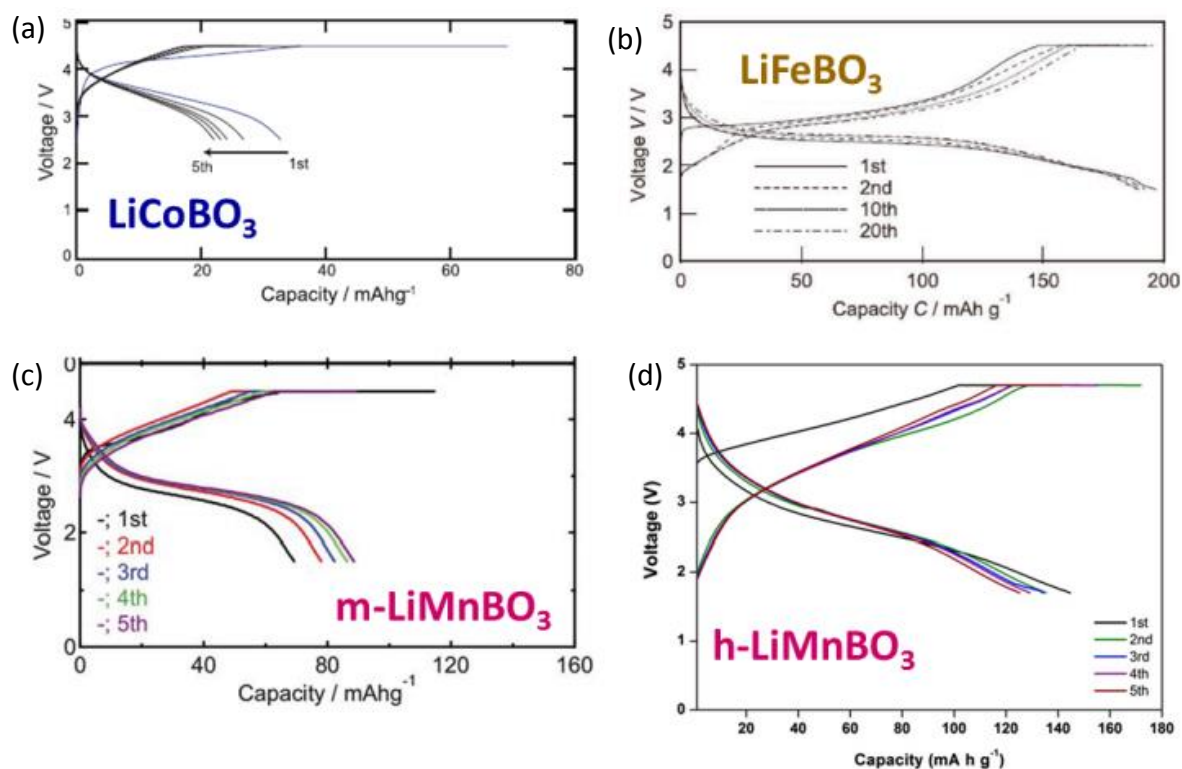 (a)
5
4
3
2
1
0
Voltage / V
5th
1st
LiCoBO3
0
20
40
60
80
Capacity / mAhg-1
(b)
LiFeBO3
5
4
3
2
1
0
Voltage V / V
1st
2nd
10th
20th
0
50
100
150
200
Capacity C / mAh g-1
(c)
0
4
2
0
Voltage / V
-; 1st
-; 2nd
-; 3rd
-; 4th
-; 5th
m-LiMnBO3
0
40
80
120
160
Capacity / mAhg-1
(d)
5
4
3
2
1
0
Voltage (V)
h-LiMnBO3
1st
2nd
3rd
4th
5th
20
40
60
80
100
120
140
160
180
Capacity (mA h g-1)